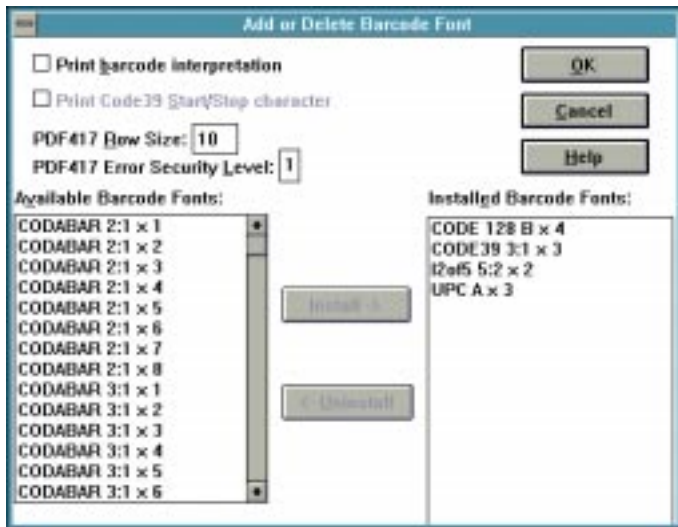 Add or Delete Barcode Font
Print barcode interpretation
OK
Print Code39 Start/Stop character
Cancel
PDF417 Row Size: 10
Help
PDF417 Error Security Level: 1
Available Barcode Fonts:
CODABAR 2:1 x 1
CODABAR 2:1 x 2
CODABAR 2:1 x 3
CODABAR 2:1 x 4
CODABAR 2:1 x 5
CODABAR 2:1 x 6
CODABAR 2:1 x 7
CODABAR 2:1 x 8
CODABAR 3:1 x 1
CODABAR 3:1 x 2
CODABAR 3:1 x 3
CODABAR 3:1 x 4
CODABAR 3:1 x 5
CODABAR 3:1 x 6
Install ->
<- Uninstall
Installed Barcode Fonts:
CODE 128 B x 4
CODE39 3:1 x 3
I2of5 5:2 x 2
UPC A x 3